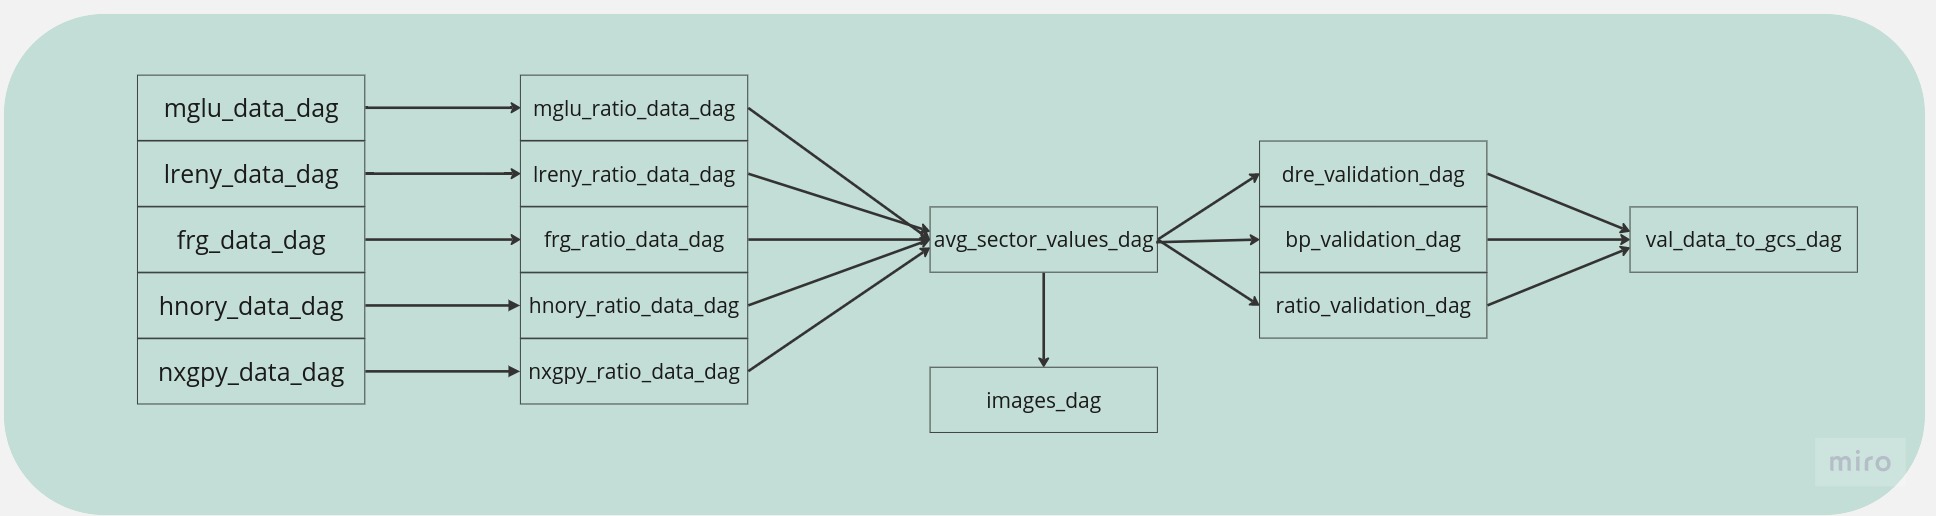 mglu_data_dag
lreny_data_dag
frg_data_dag
hnory_data_dag
nxgpy_data_dag
mglu_ratio_data_dag
lreny_ratio_data_dag
frg_ratio_data_dag
hnory_ratio_data_dag
nxgpy_ratio_data_dag
avg_sector_values_dag
images_dag
dre_validation_dag
bp_validation_dag
ratio_validation_dag
val_data_to_gcs_dag
miro